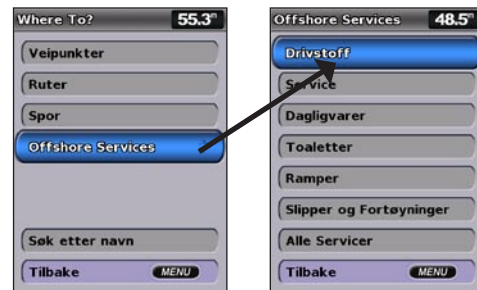 Where To? 55.3"
Veipunkter
Ruter
Spor
Offshore Services
Søk etter navn
Tilbake MENU
Offshore Services 48.5"
Drivstoff
Service
Dagligvarer
Toaletter
Ramper
Slipper og Fortøyninger
Alle Servicer
Tilbake MENU